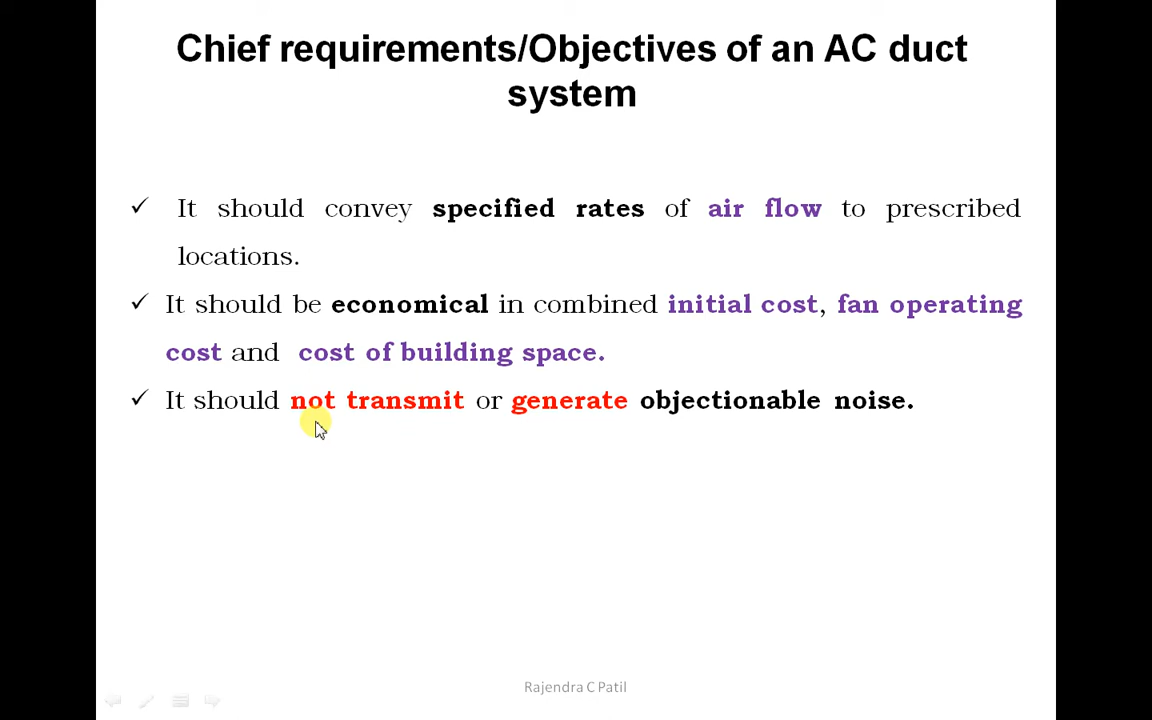 Chief requirements/Objectives of an AC duct
system
✓ It should convey specified rates of air flow to prescribed
locations.
✓ It should be economical in combined initial cost, fan operating
cost and cost of building space.
✓ It should not transmit or generate objectionable noise.
Rajendra C Patil